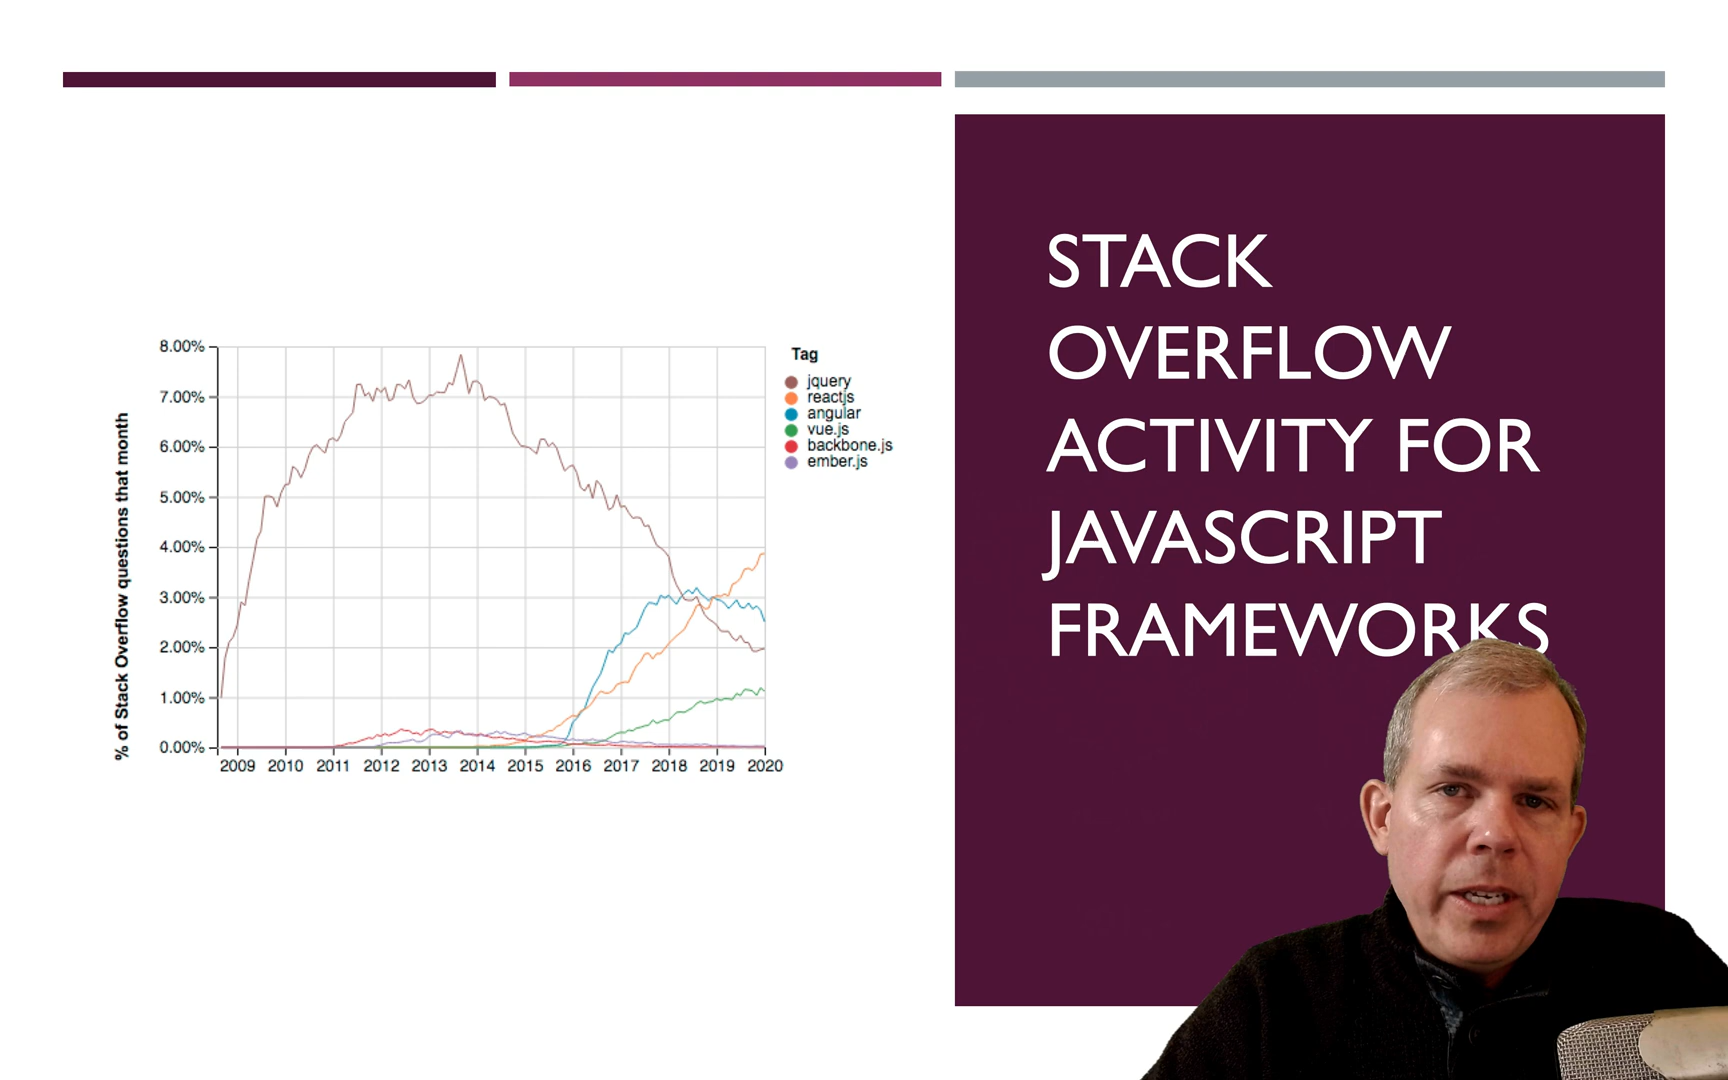 STACK
OVERFLOW
ACTIVITY FOR
JAVASCRIPT
FRAMEWORKS
% of Stack Overflow questions that month
8.00%
7.00%
6.00%
5.00%
4.00%
3.00%
2.00%
1.00%
0.00%
2009 2010 2011 2012 2013 2014 2015 2016 2017 2018 2019 2020
Tag
jquery
reactjs
angular
vue.js
backbone.js
ember.js